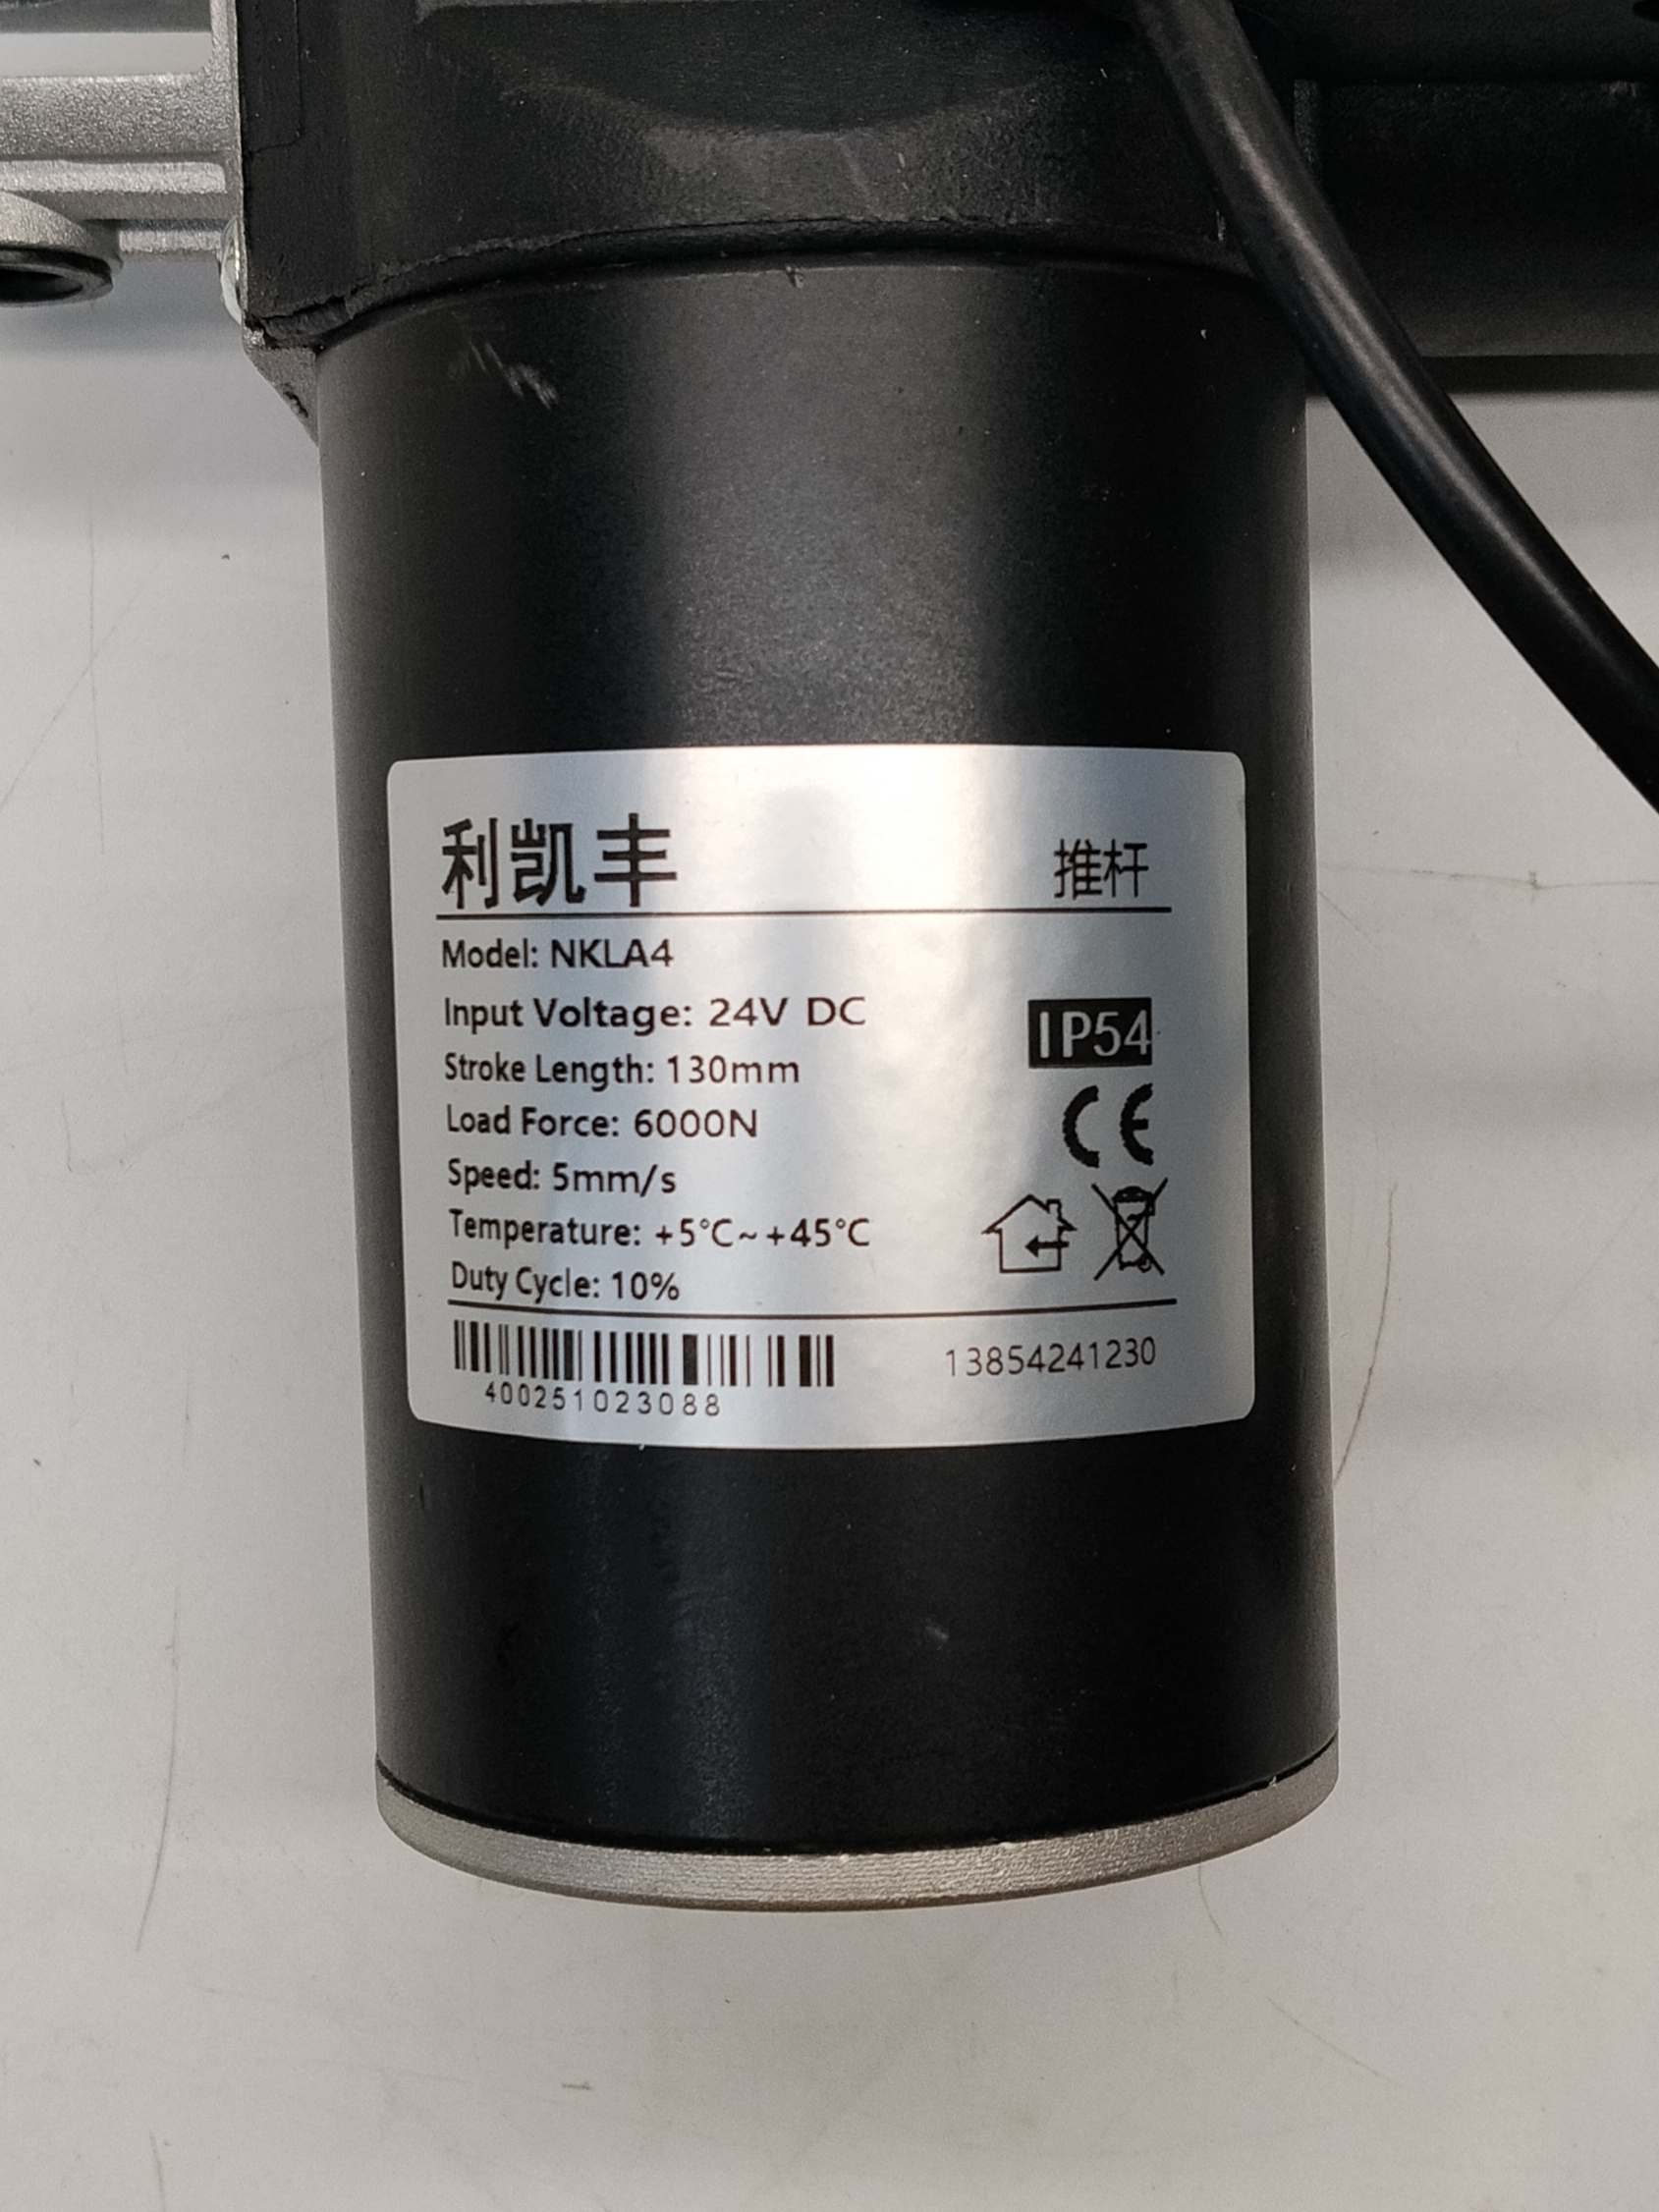 利凯丰 推杆
Model: NKLA4
Input Voltage: 24V DC
IP54
Stroke Length: 130mm
Load Force: 6000N
CE
Speed: 5mm/s
Temperature: +5°C~+45°C
Duty Cycle: 10%
13854241230
400251023088